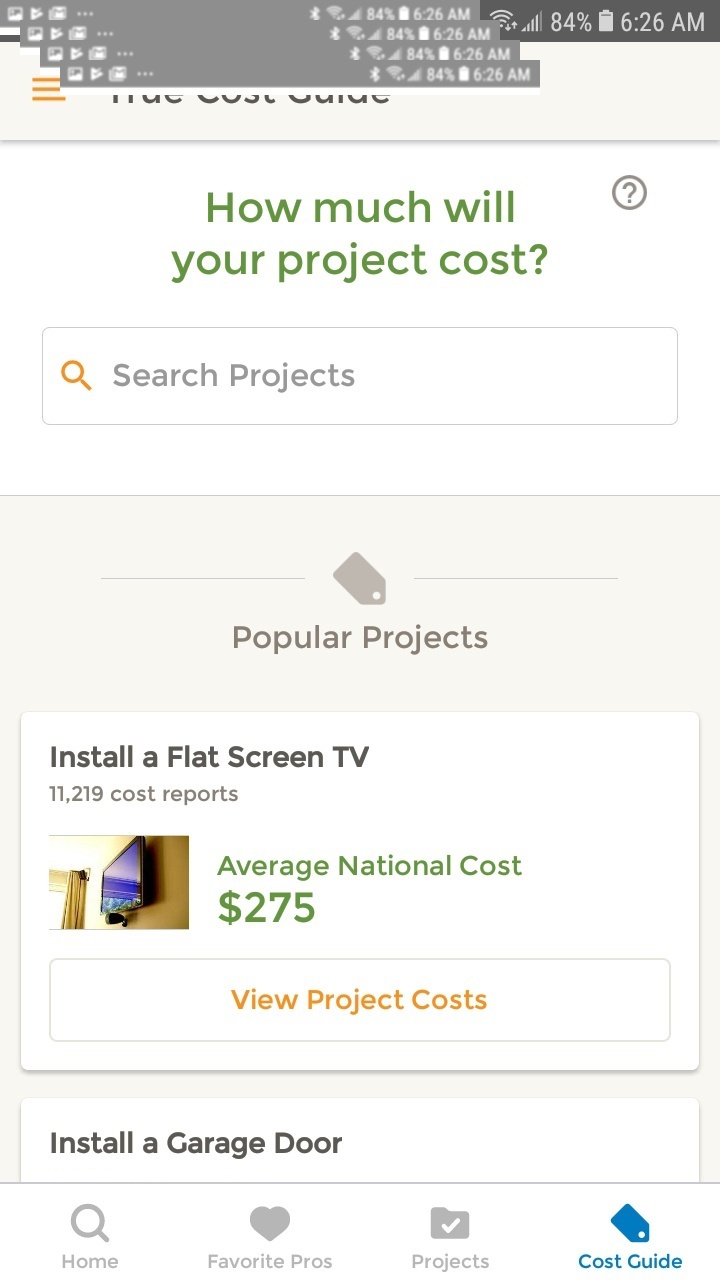 84% 6:26 AM
84% 6:26 AM
84% 6:26 AM
84% 6:26 AM
84% 6:26 AM
True Cost Guide
How much will
your project cost?
Search Projects
Popular Projects
Install a Flat Screen TV
11,219 cost reports
Average National Cost
$275
View Project Costs
Install a Garage Door
Home Favorite Pros Projects Cost Guide